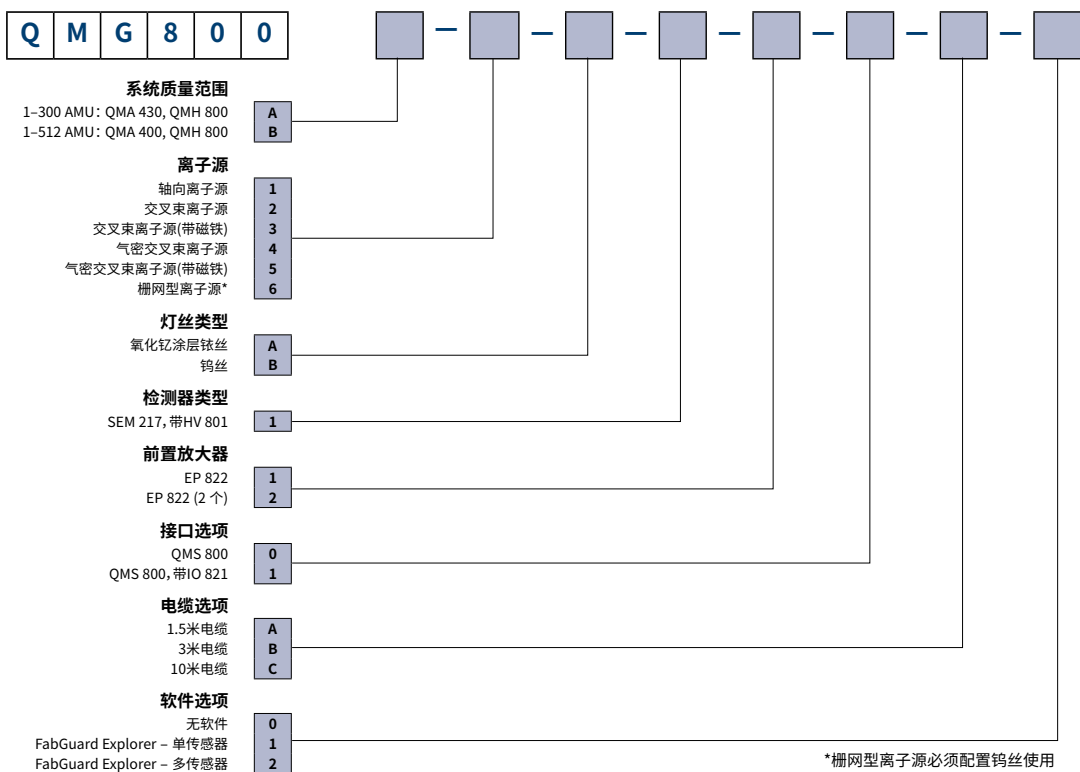 QMG800 – – – – – – –
系统质量范围
1–300 AMU：QMA 430, QMH 800 A
1–512 AMU：QMA 400, QMH 800 B
离子源
轴向离子源 1
交叉束离子源 2
交叉束离子源(带磁铁) 3
气密交叉束离子源 4
气密交叉束离子源(带磁铁) 5
栅网型离子源* 6
灯丝类型
氧化钇涂层铱丝 A
钨丝 B
检测器类型
SEM 217，带HV 801 1
前置放大器
EP 822 1
EP 822 (2 个) 2
接口选项
QMS 800 0
QMS 800，带IO 821 1
电缆选项
1.5米电缆 A
3米电缆 B
10米电缆 C
软件选项
无软件 0
FabGuard Explorer – 单传感器 1
FabGuard Explorer – 多传感器 2
*栅网型离子源必须配置钨丝使用